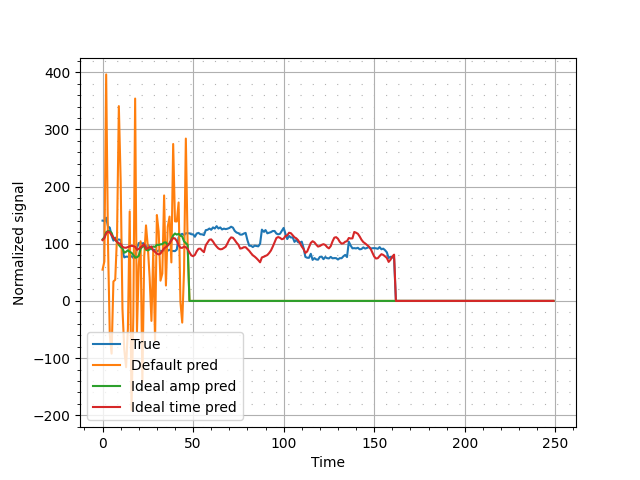 400
300
200
100
0
−100
−200
Normalized signal
True
Default pred
Ideal amp pred
Ideal time pred
0 50 100 150 200 250
Time